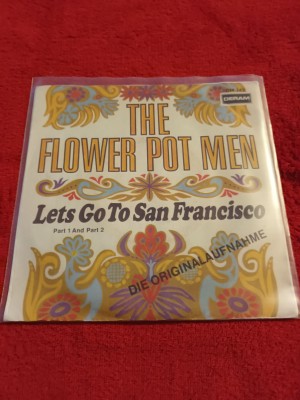 DERAM
THE
FLOWER POT MEN
Lets Go To San Francisco
Part 1 And Part 2
DIE ORIGINALAUFNAHME